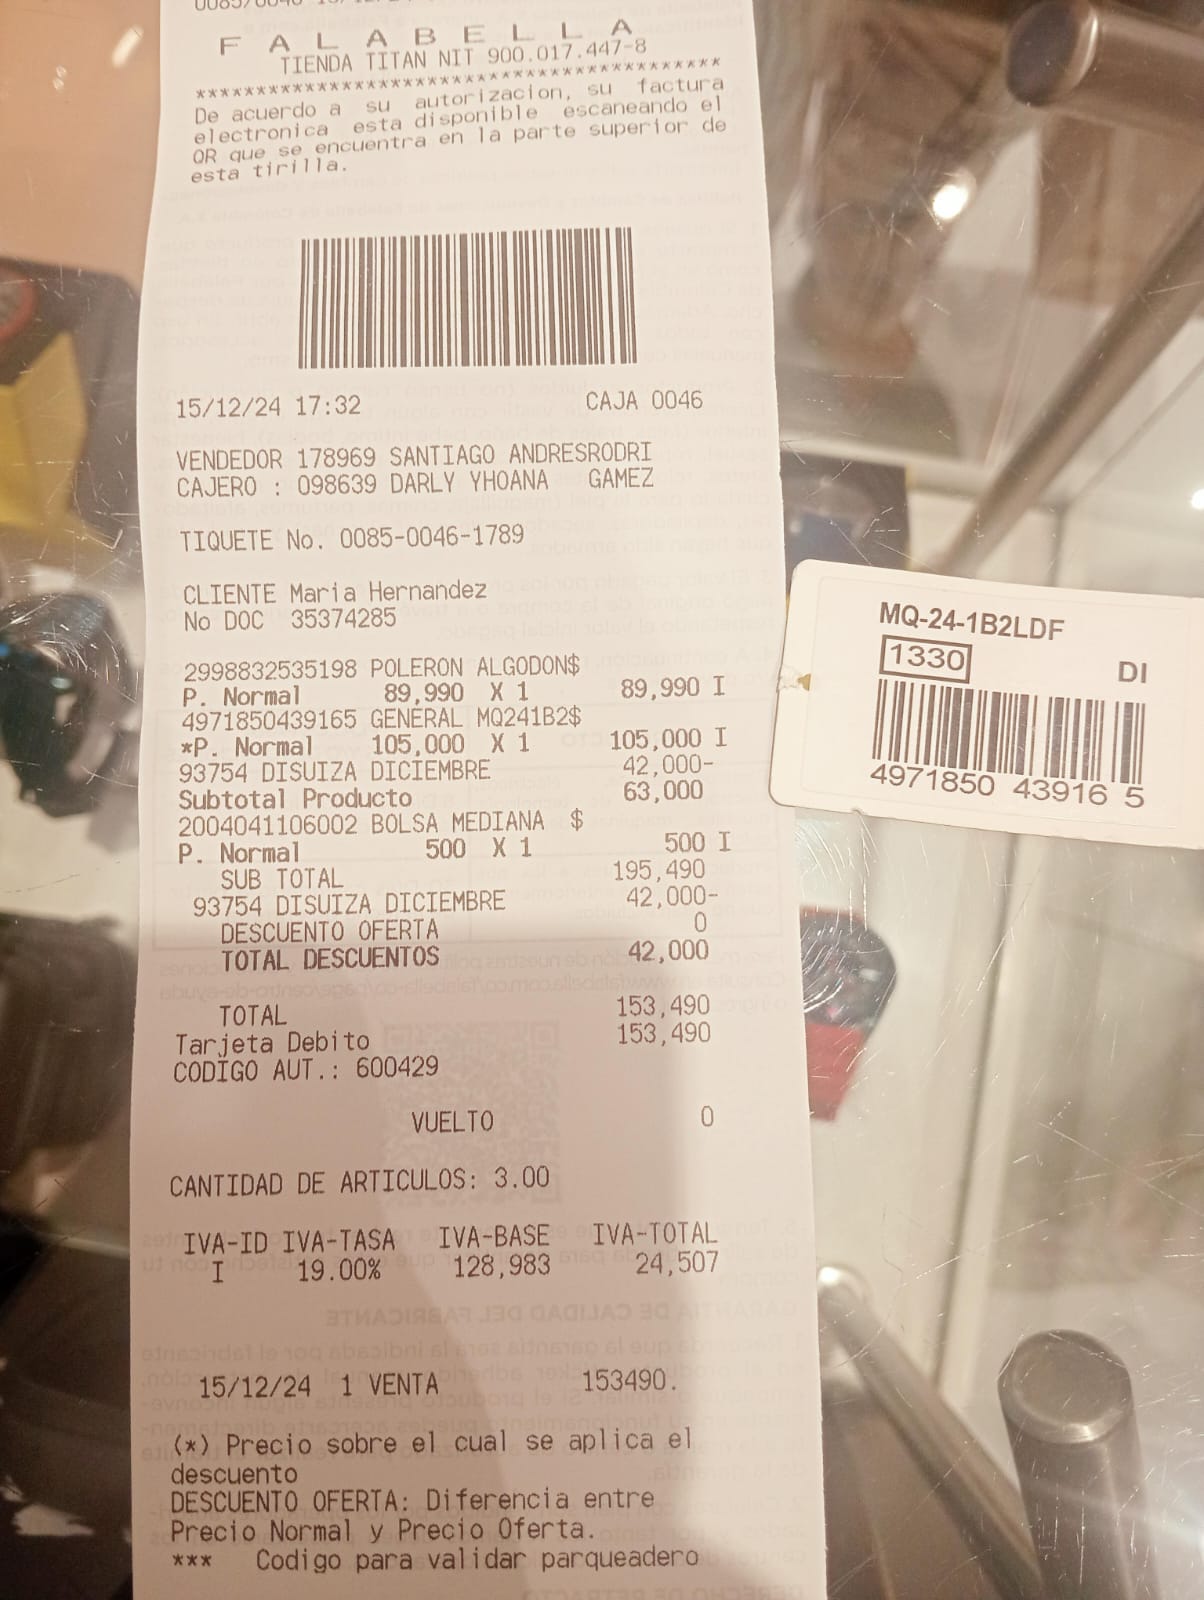 F A L A B E L L A
TIENDA TITAN NIT 900.017.447-8
****************************************
De acuerdo a su autorizacion, su factura
electronica esta disponible escaneando el
QR que se encuentra en la parte superior de
esta tirilla.
15/12/24 17:32 CAJA 0046
VENDEDOR 178969 SANTIAGO ANDRESRODRI
CAJERO : 098639 DARLY YHOANA GAMEZ
TIQUETE No. 0085-0046-1789
CLIENTE Maria Hernandez
No DOC 35374285
2998832535198 POLERON ALGODON$
P. Normal 89,990 X 1 89,990 I
4971850439165 GENERAL MQ241B2$
*P. Normal 105,000 X 1 105,000 I
93754 DISUIZA DICIEMBRE 42,000-
Subtotal Producto 63,000
2004041106002 BOLSA MEDIANA $
P. Normal 500 X 1 500 I
SUB TOTAL 195,490
93754 DISUIZA DICIEMBRE 42,000-
DESCUENTO OFERTA 0
TOTAL DESCUENTOS 42,000
TOTAL 153,490
Tarjeta Debito 153,490
CODIGO AUT.: 600429
VUELTO 0
CANTIDAD DE ARTICULOS: 3.00
IVA-ID IVA-TASA IVA-BASE IVA-TOTAL
I 19.00% 128,983 24,507
15/12/24 1 VENTA 153490.
(*) Precio sobre el cual se aplica el
descuento
DESCUENTO OFERTA: Diferencia entre
Precio Normal y Precio Oferta.
*** Codigo para validar parqueadero
MQ-24-1B2LDF
1330 DI
4971850 43916 5